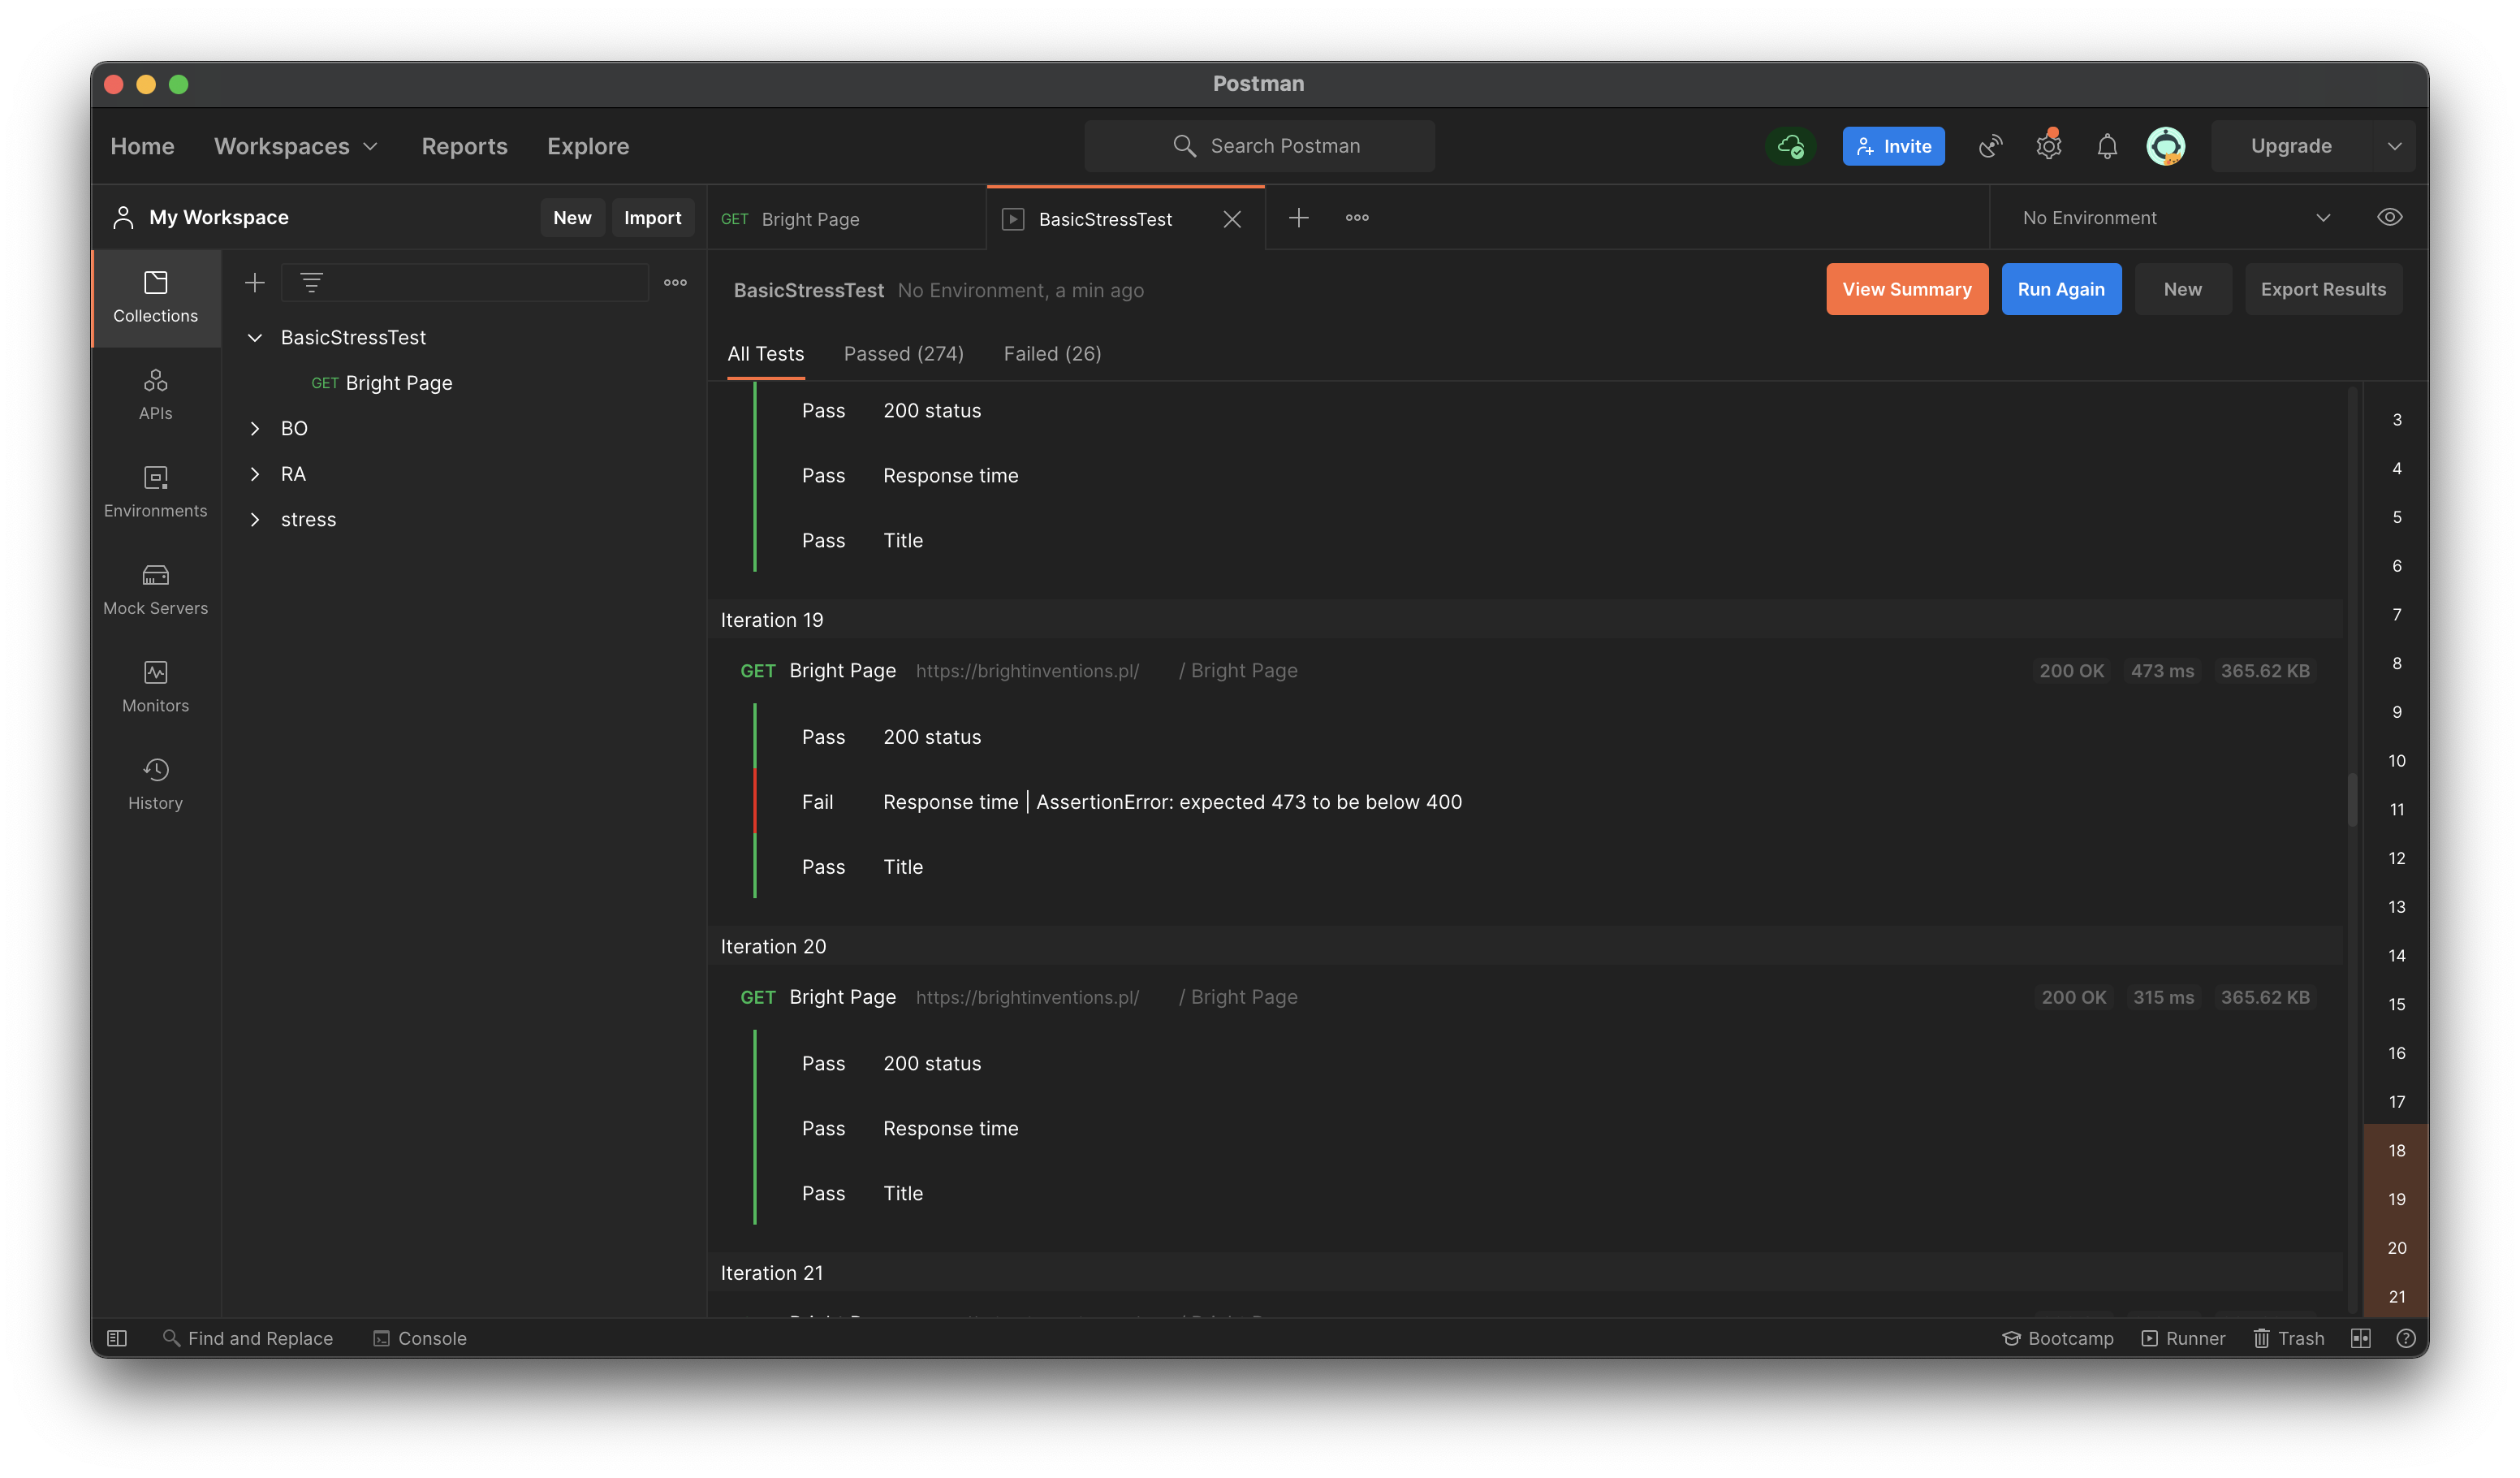 Postman
Home Workspaces Reports Explore Search Postman Invite Upgrade
My Workspace New Import GET Bright Page BasicStressTest No Environment
Collections
APIs
Environments
Mock Servers
Monitors
History
BasicStressTest
GET Bright Page
BO
RA
stress
BasicStressTest No Environment, a min ago View Summary Run Again New Export Results
All Tests Passed (274) Failed (26)
Pass 200 status
Pass Response time
Pass Title
Iteration 19
GET Bright Page https://brightinventions.pl/ / Bright Page 200 OK 473 ms 365.62 KB
Pass 200 status
Fail Response time | AssertionError: expected 473 to be below 400
Pass Title
Iteration 20
GET Bright Page https://brightinventions.pl/ / Bright Page 200 OK 315 ms 365.62 KB
Pass 200 status
Pass Response time
Pass Title
Iteration 21
3
4
5
6
7
8
9
10
11
12
13
14
15
16
17
18
19
20
21
Find and Replace Console Bootcamp Runner Trash